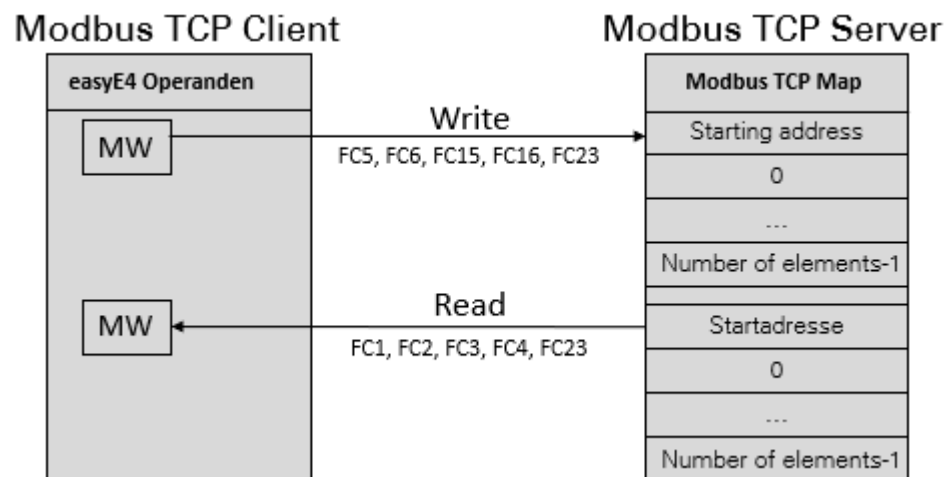 Modbus TCP Client
Modbus TCP Server
easyE4 Operanden
Modbus TCP Map
MW
Write
FC5, FC6, FC15, FC16, FC23
Starting address
0
...
Number of elements-1
MW
Read
FC1, FC2, FC3, FC4, FC23
Startadresse
0
...
Number of elements-1